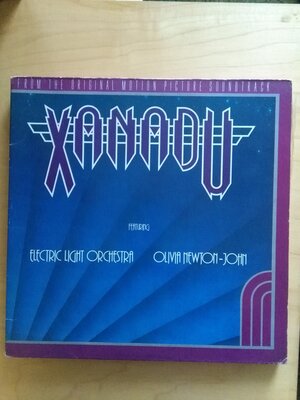 FROM THE ORIGINAL MOTION PICTURE SOUNDTRACK
XANADU
FEATURING
ELECTRIC LIGHT ORCHESTRA OLIVIA NEWTON-JOHN